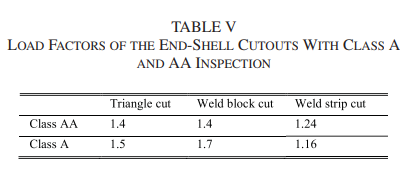 TABLE V
LOAD FACTORS OF THE END-SHELL CUTOUTS WITH CLASS A
AND AA INSPECTION
Triangle cut Weld block cut Weld strip cut
Class AA 1.4 1.4 1.24
Class A 1.5 1.7 1.16